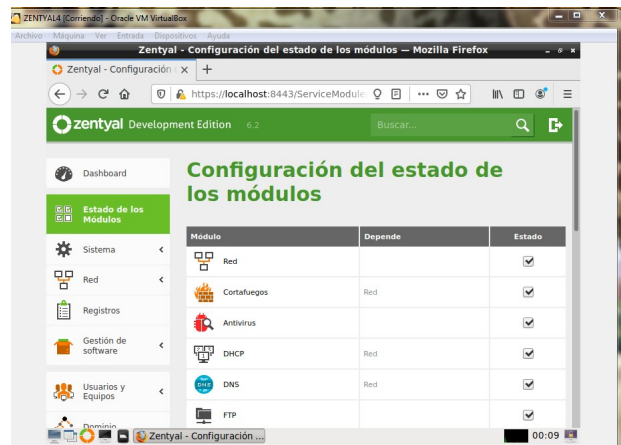 ZENTYAL4 [Corriendo] - Oracle VM VirtualBox
Archivo Máquina Ver Entrada Dispositivos Ayuda
Zentyal - Configuración del estado de los módulos — Mozilla Firefox
Zentyal - Configuración
https://localhost:8443/ServiceModule
zentyal Development Edition 6.2
Buscar...
Dashboard
Estado de los
Módulos
Sistema
Red
Registros
Gestión de
software
Usuarios y
Equipos
Dominio
Configuración del estado de
los módulos
Módulo Depende Estado
Red
Cortafuegos Red
Antivirus
DHCP Red
DNS Red
FTP
Zentyal - Configuración ...
00:09